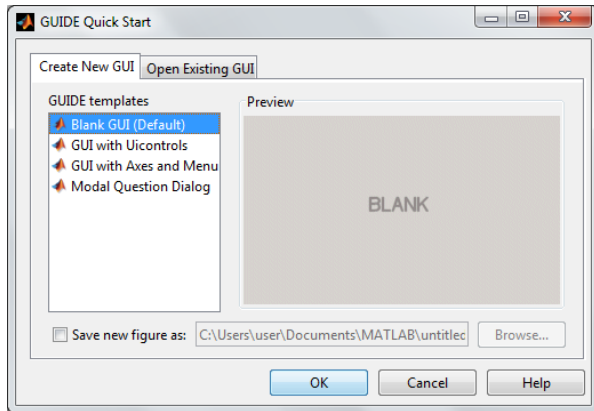 GUIDE Quick Start
Create New GUI
Open Existing GUI
GUIDE templates
Preview
Blank GUI (Default)
GUI with Uicontrols
GUI with Axes and Menu
Modal Question Dialog
BLANK
Save new figure as:
C:\Users\user\Documents\MATLAB\untitled
Browse...
OK
Cancel
Help